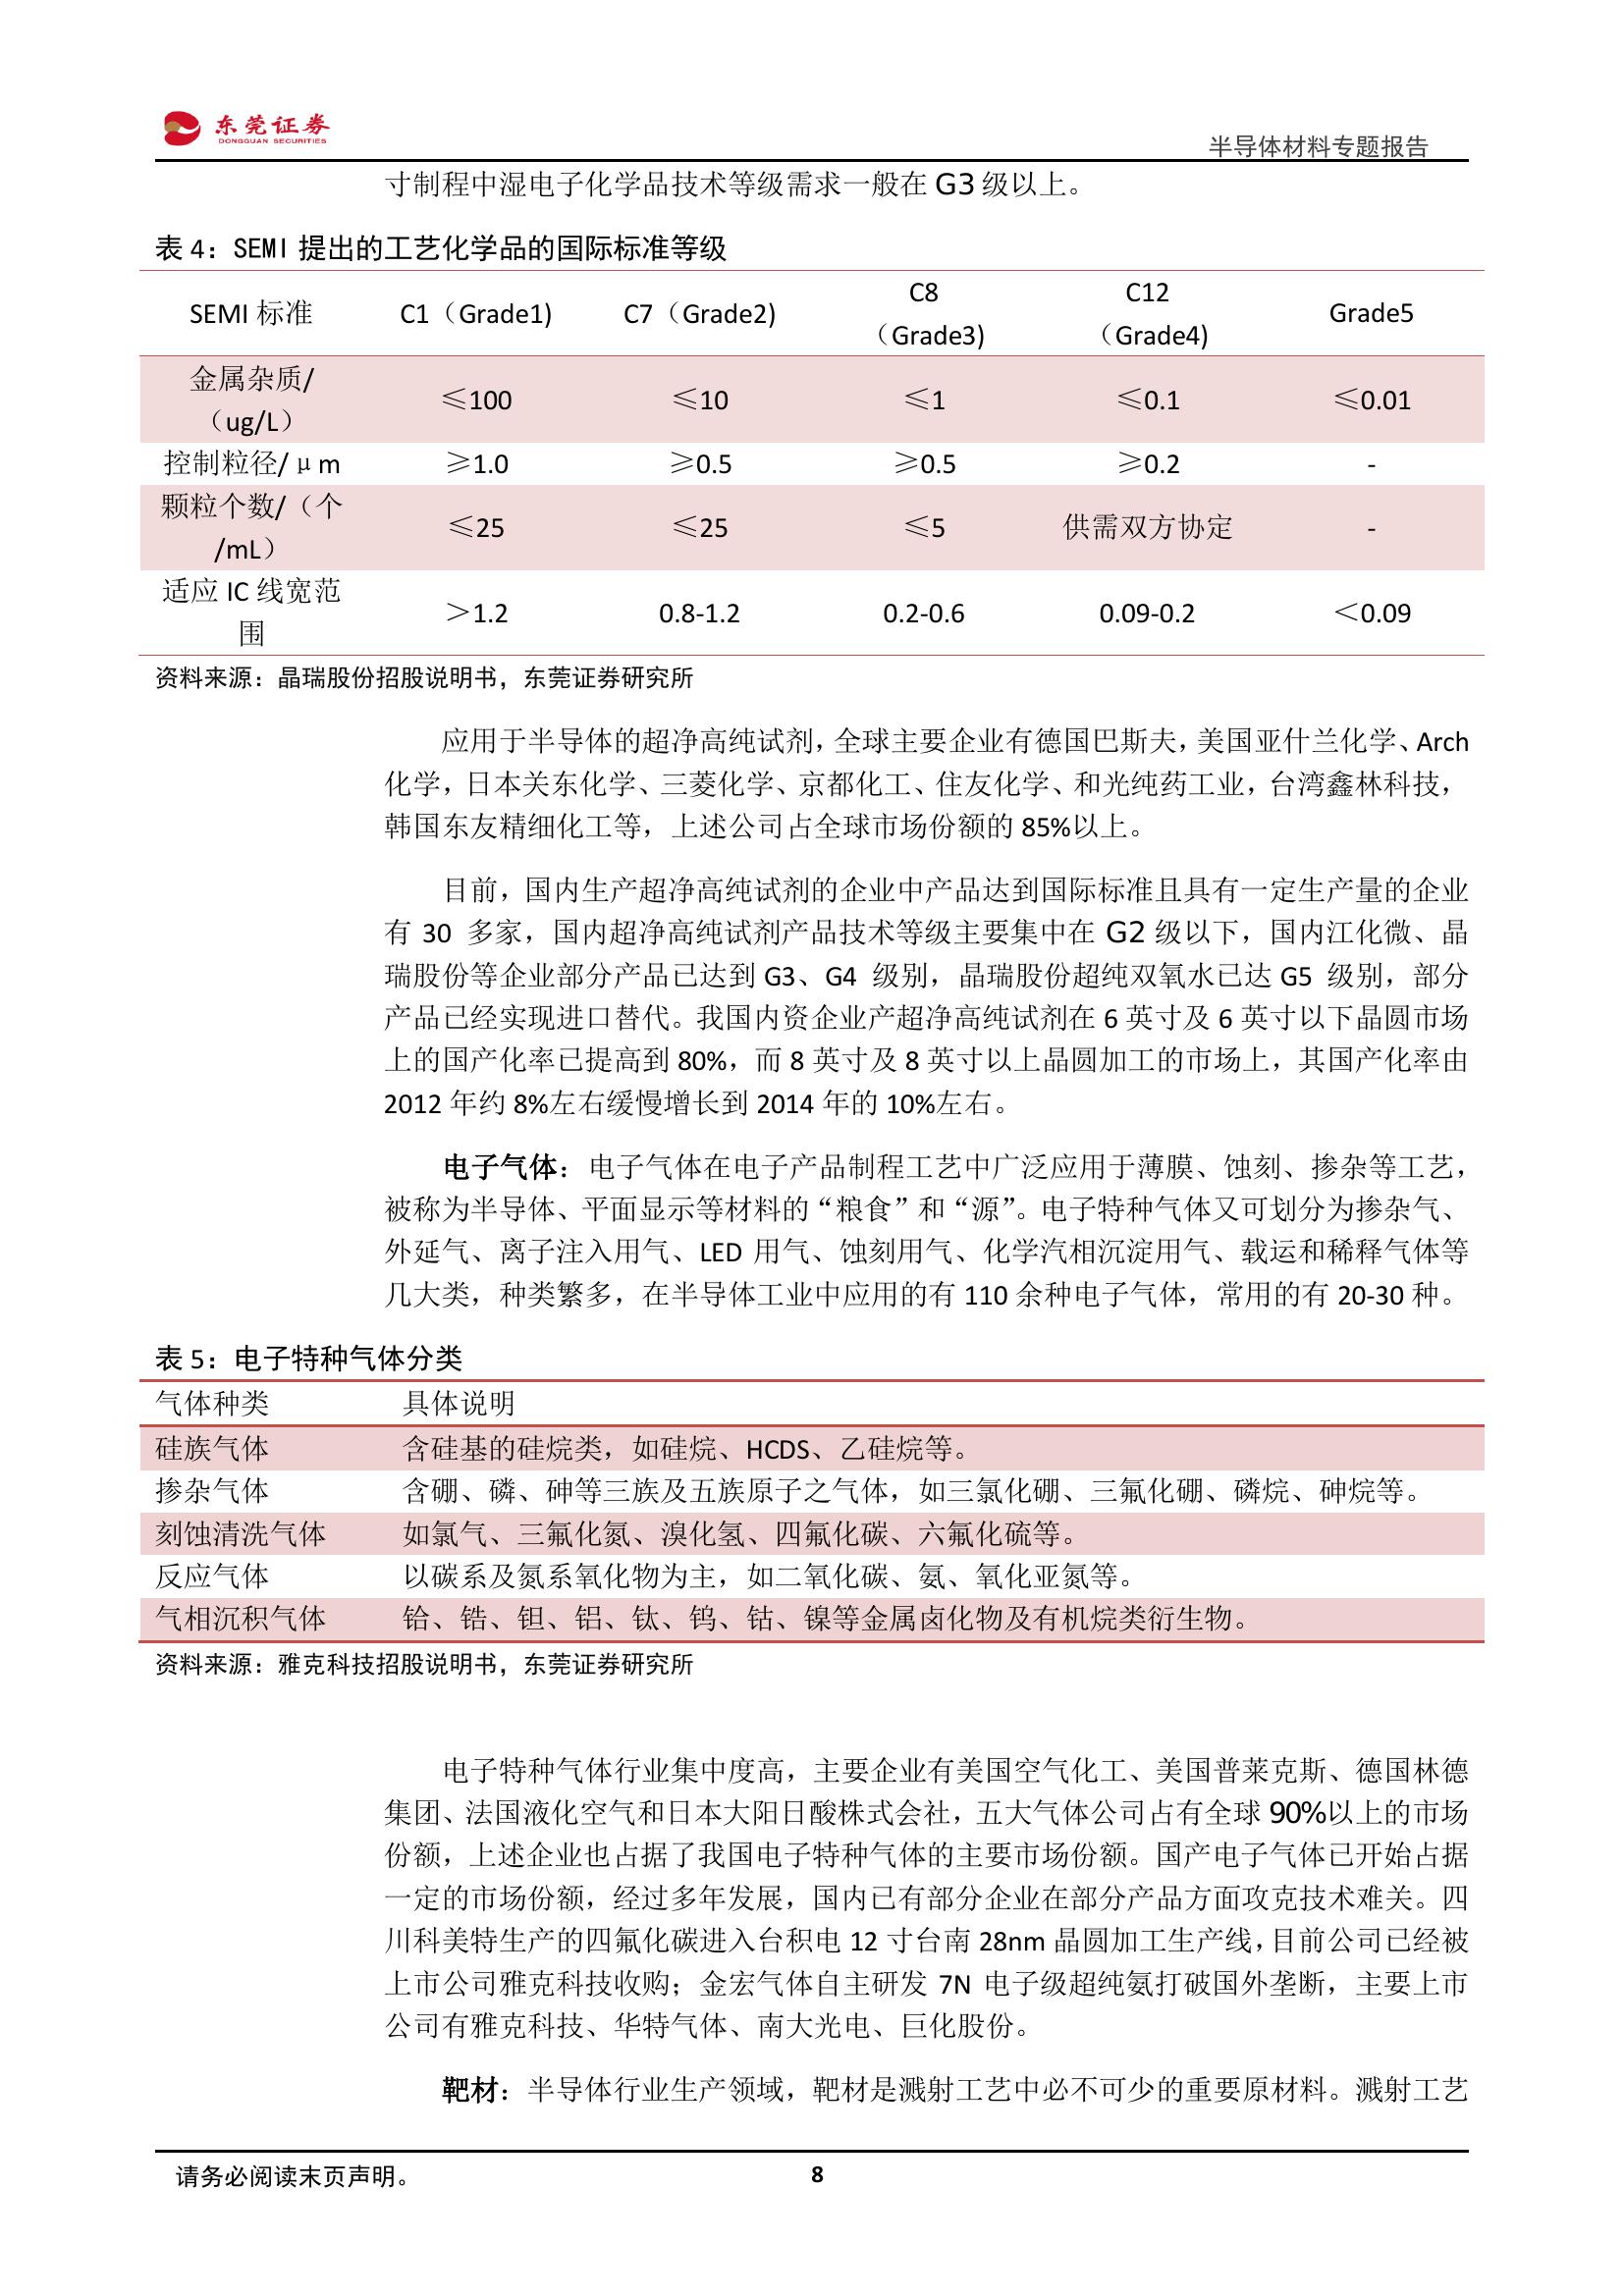 东莞证券
DONGGUAN SECURITIES
半导体材料专题报告
寸制程中湿电子化学品技术等级需求一般在 G3 级以上。
表 4：SEMI 提出的工艺化学品的国际标准等级
SEMI 标准 C1（Grade1) C7（Grade2) C8（Grade3) C12（Grade4) Grade5
金属杂质/（ug/L） ≤100 ≤10 ≤1 ≤0.1 ≤0.01
控制粒径/μm ≥1.0 ≥0.5 ≥0.5 ≥0.2 -
颗粒个数/（个/mL） ≤25 ≤25 ≤5 供需双方协定 -
适应 IC 线宽范围 ＞1.2 0.8-1.2 0.2-0.6 0.09-0.2 ＜0.09
资料来源：晶瑞股份招股说明书，东莞证券研究所
应用于半导体的超净高纯试剂，全球主要企业有德国巴斯夫，美国亚什兰化学、Arch
化学，日本关东化学、三菱化学、京都化工、住友化学、和光纯药工业，台湾鑫林科技，
韩国东友精细化工等，上述公司占全球市场份额的 85%以上。
目前，国内生产超净高纯试剂的企业中产品达到国际标准且具有一定生产量的企业
有 30 多家，国内超净高纯试剂产品技术等级主要集中在 G2 级以下，国内江化微、晶
瑞股份等企业部分产品已达到 G3、G4 级别，晶瑞股份超纯双氧水已达 G5 级别，部分
产品已经实现进口替代。我国内资企业产超净高纯试剂在 6 英寸及 6 英寸以下晶圆市场
上的国产化率已提高到 80%，而 8 英寸及 8 英寸以上晶圆加工的市场上，其国产化率由
2012 年约 8%左右缓慢增长到 2014 年的 10%左右。
电子气体：电子气体在电子产品制程工艺中广泛应用于薄膜、蚀刻、掺杂等工艺，
被称为半导体、平面显示等材料的“粮食”和“源”。电子特种气体又可划分为掺杂气、
外延气、离子注入用气、LED 用气、蚀刻用气、化学汽相沉淀用气、载运和稀释气体等
几大类，种类繁多，在半导体工业中应用的有 110 余种电子气体，常用的有 20-30 种。
表 5：电子特种气体分类
气体种类 具体说明
硅族气体 含硅基的硅烷类，如硅烷、HCDS、乙硅烷等。
掺杂气体 含硼、磷、砷等三族及五族原子之气体，如三氯化硼、三氟化硼、磷烷、砷烷等。
刻蚀清洗气体 如氯气、三氟化氮、溴化氢、四氟化碳、六氟化硫等。
反应气体 以碳系及氮系氧化物为主，如二氧化碳、氨、氧化亚氮等。
气相沉积气体 铪、锆、钽、铝、钛、钨、钴、镍等金属卤化物及有机烷类衍生物。
资料来源：雅克科技招股说明书，东莞证券研究所
电子特种气体行业集中度高，主要企业有美国空气化工、美国普莱克斯、德国林德
集团、法国液化空气和日本大阳日酸株式会社，五大气体公司占有全球 90%以上的市场
份额，上述企业也占据了我国电子特种气体的主要市场份额。国产电子气体已开始占据
一定的市场份额，经过多年发展，国内已有部分企业在部分产品方面攻克技术难关。四
川科美特生产的四氟化碳进入台积电 12 寸台南 28nm 晶圆加工生产线，目前公司已经被
上市公司雅克科技收购；金宏气体自主研发 7N 电子级超纯氨打破国外垄断，主要上市
公司有雅克科技、华特气体、南大光电、巨化股份。
靶材：半导体行业生产领域，靶材是溅射工艺中必不可少的重要原材料。溅射工艺
请务必阅读末页声明。
8